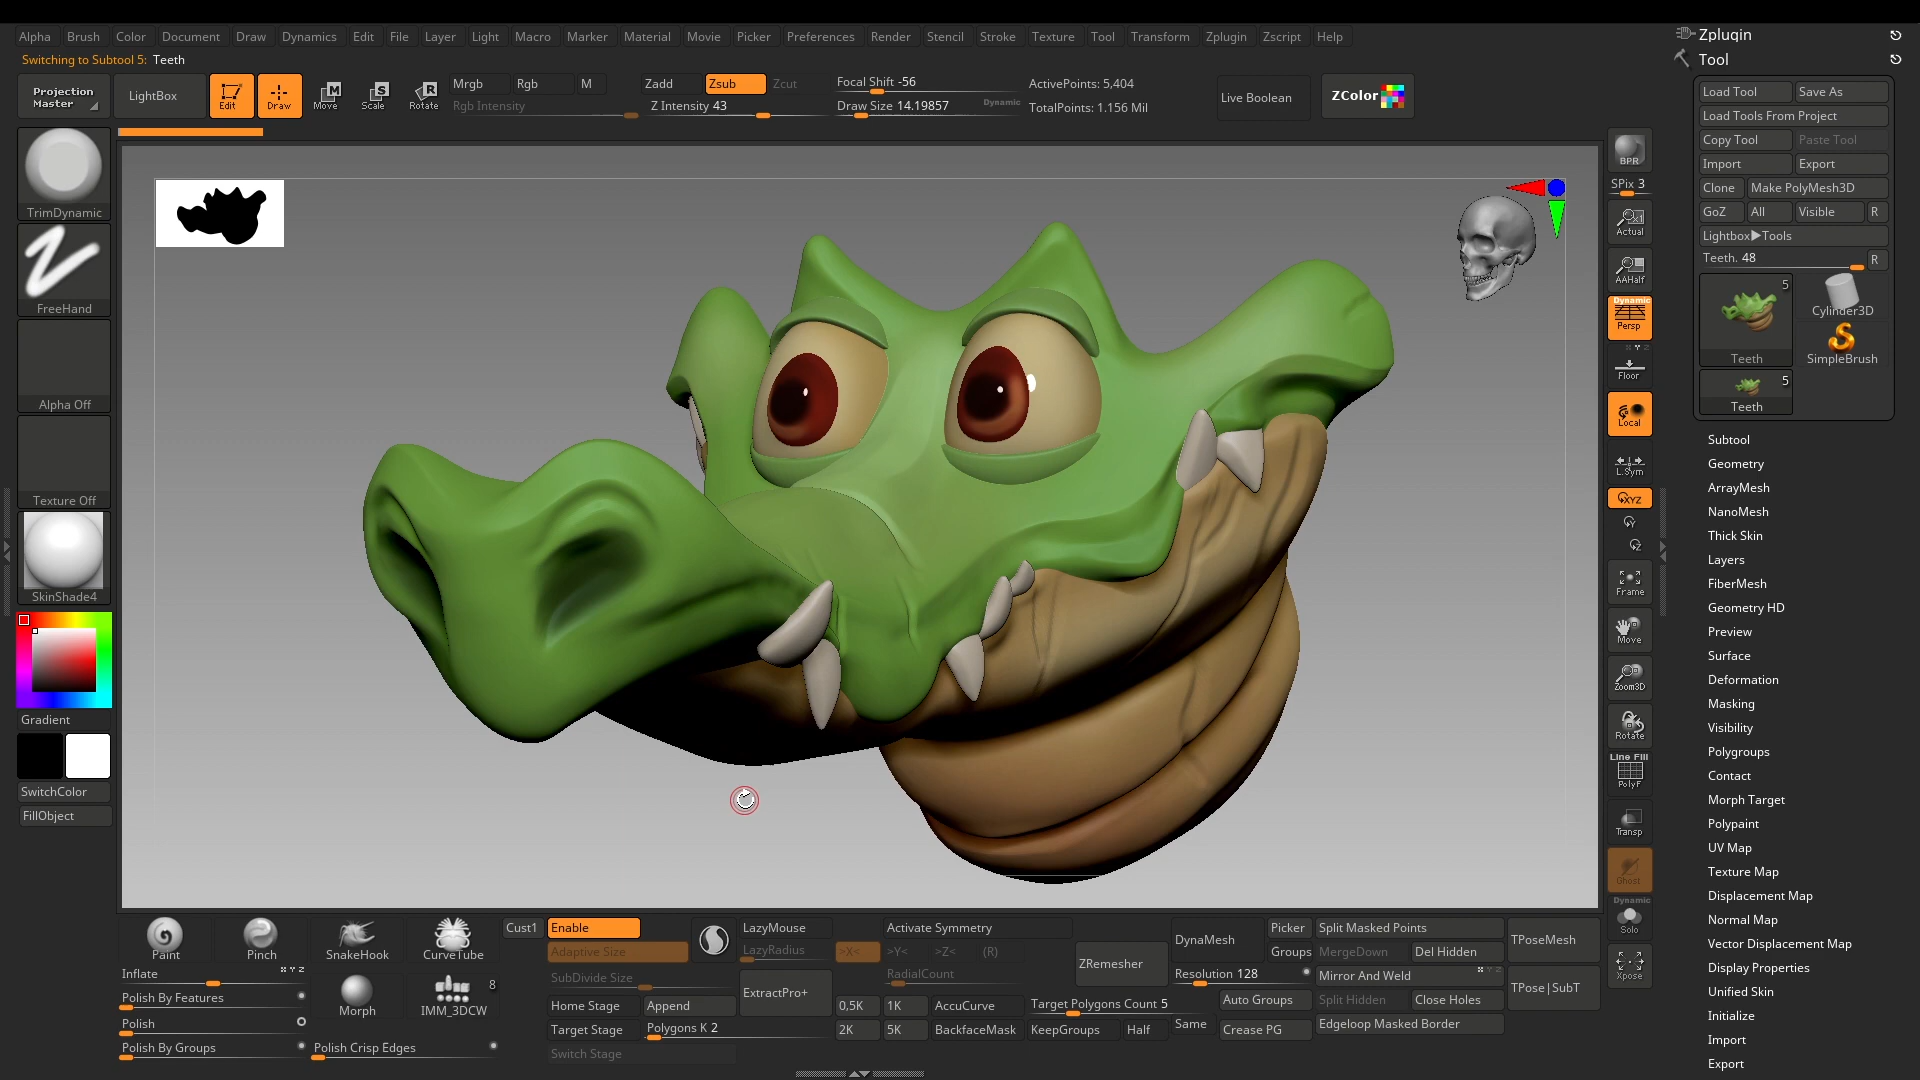 Alpha Brush Color Document Draw Dynamics Edit File Layer Light Macro Marker Material Movie Picker Preferences Render Stencil Stroke Texture Tool Transform Zplugin Zscript Help
Switching to Subtool 5: Teeth
Projection Master
LightBox
Edit
Draw
Move
Scale
Rotate
Mrgb Rgb M
Rgb Intensity
Zadd Zsub Zcut
Z Intensity 43
Focal Shift -56
Draw Size 14.19857 Dynamic
ActivePoints: 5,404
TotalPoints: 1.156 Mil
Live Boolean
ZColor
TrimDynamic
FreeHand
Alpha Off
Texture Off
SkinShade4
Gradient
SwitchColor
FillObject
BPR
SPix 3
Actual
AAHalf
Dynamic
Persp
Floor
Local
L.Sym
XYZ
Y
Z
Frame
Move
Zoom3D
Rotate
Line Fill
PolyF
Transp
Ghost
Dynamic
Solo
Xpose
Zplugin
Tool
Load Tool Save As
Load Tools From Project
Copy Tool Paste Tool
Import Export
Clone Make PolyMesh3D
GoZ All Visible R
Lightbox▶Tools
Teeth. 48 R
5
Teeth
Cylinder3D
SimpleBrush
5
Teeth
Subtool
Geometry
ArrayMesh
NanoMesh
Thick Skin
Layers
FiberMesh
Geometry HD
Preview
Surface
Deformation
Masking
Visibility
Polygroups
Contact
Morph Target
Polypaint
UV Map
Texture Map
Displacement Map
Normal Map
Vector Displacement Map
Display Properties
Unified Skin
Initialize
Import
Export
Paint
Pinch
SnakeHook
CurveTube
Inflate
Polish By Features
Polish
Polish By Groups
Morph
8
IMM_3DCW
Polish Crisp Edges
Cust1
Enable
Adaptive Size
SubDivide Size
Home Stage Append
Target Stage Polygons K 2
Switch Stage
LazyMouse
LazyRadius
ExtractPro+
>X< >Y< >Z< (R)
Activate Symmetry
RadialCount
0,5K 1K AccuCurve
2K 5K BackfaceMask
ZRemesher
Target Polygons Count 5
KeepGroups Half Same
DynaMesh
Resolution 128
Picker
Groups
Auto Groups
Crease PG
Split Masked Points
MergeDown Del Hidden
Mirror And Weld
Split Hidden Close Holes
Edgeloop Masked Border
TPoseMesh
TPose|SubT